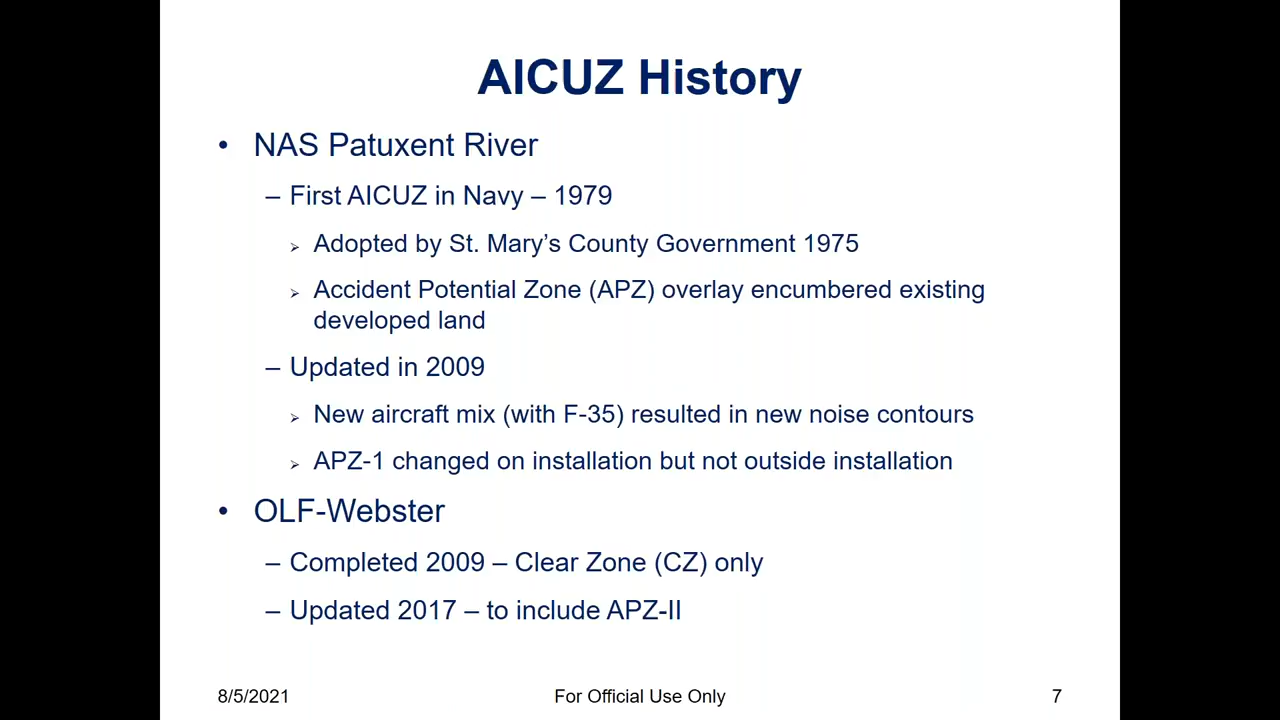 AICUZ History
• NAS Patuxent River
– First AICUZ in Navy – 1979
➢ Adopted by St. Mary’s County Government 1975
➢ Accident Potential Zone (APZ) overlay encumbered existing
developed land
– Updated in 2009
➢ New aircraft mix (with F-35) resulted in new noise contours
➢ APZ-1 changed on installation but not outside installation
• OLF-Webster
– Completed 2009 – Clear Zone (CZ) only
– Updated 2017 – to include APZ-II
8/5/2021 For Official Use Only 7